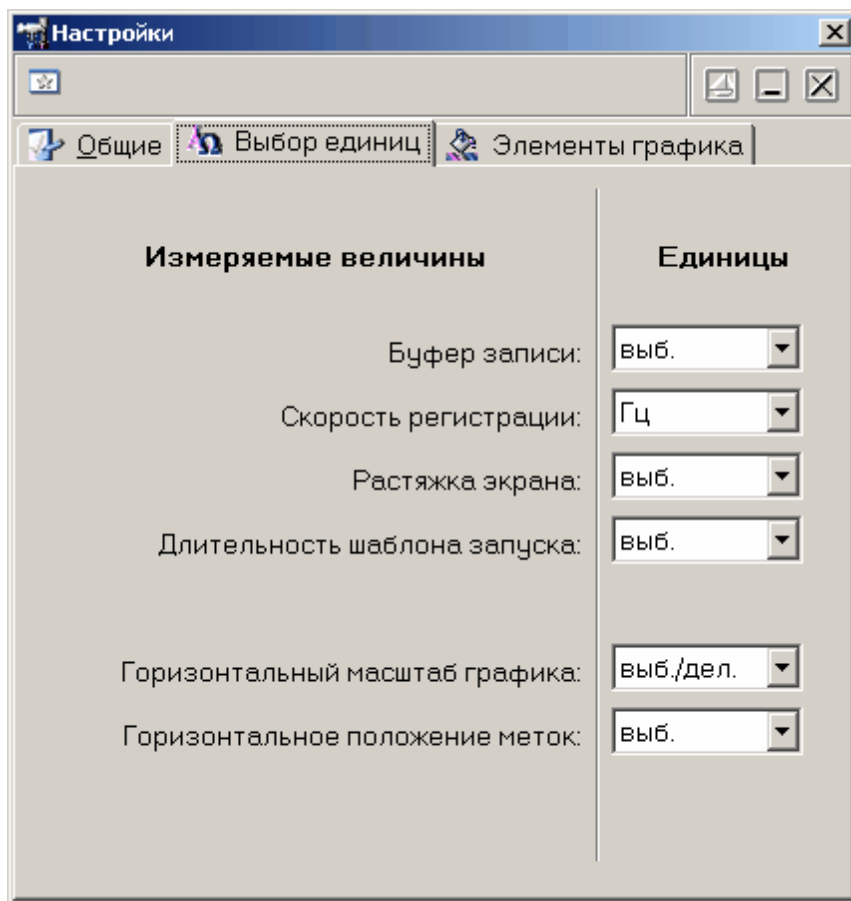 Настройки
Общие Выбор единиц Элементы графика
Измеряемые величины Единицы
Буфер записи: выб.
Скорость регистрации: Гц
Растяжка экрана: выб.
Длительность шаблона запуска: выб.
Горизонтальный масштаб графика: выб./дел.
Горизонтальное положение меток: выб.